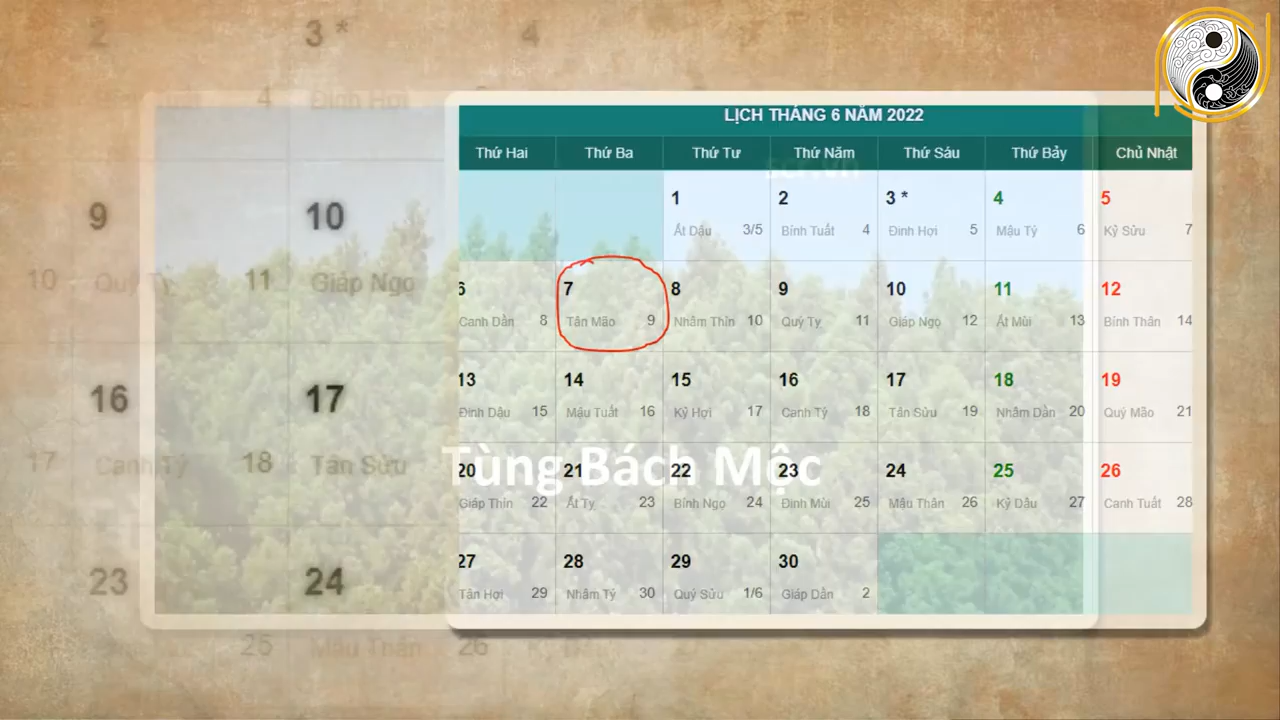 2 3 * 4
4 Đinh Hợi
LỊCH THÁNG 6 NĂM 2022
Thứ Hai Thứ Ba Thứ Tư Thứ Năm Thứ Sáu Thứ Bảy Chủ Nhật
1 2 3 * 4 5
Ất Dậu 3/5 Bính Tuất 4 Đinh Hợi 5 Mậu Tý 6 Kỷ Sửu 7
9 10
10 11 Giáp Ngọ
6 7 8 9 10 11 12
Canh Dần 8 Tân Mão 9 Nhâm Thìn 10 Quý Tỵ 11 Giáp Ngọ 12 Ất Mùi 13 Bính Thân 14
13 14 15 16 17 18 19
Đinh Dậu 15 Mậu Tuất 16 Kỷ Hợi 17 Canh Tý 18 Tân Sửu 19 Nhâm Dần 20 Quý Mão 21
16 17
17 Canh Tý 18 Tân Sửu
Tùng Bách Mộc
20 21 22 23 24 25 26
Giáp Thìn 22 Ất Tỵ 23 Bính Ngọ 24 Đinh Mùi 25 Mậu Thân 26 Kỷ Dậu 27 Canh Tuất 28
27 28 29 30
Tân Hợi 29 Nhâm Tý 30 Quý Sửu 1/6 Giáp Dần 2
23 24
25 Mậu Thân 26